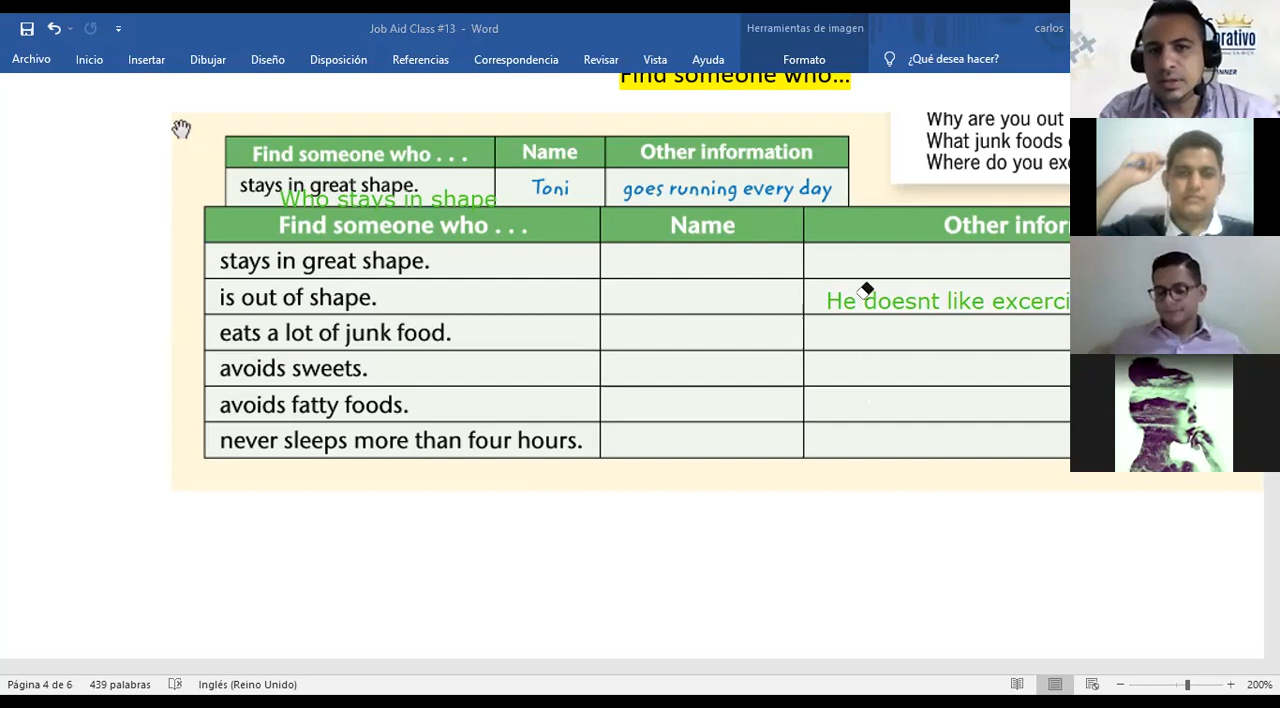 Job Aid Class #13 - Word
Herramientas de imagen
carlos
Archivo Inicio Insertar Dibujar Diseño Disposición Referencias Correspondencia Revisar Vista Ayuda Formato ¿Qué desea hacer?
Find someone who...
Why are you out
What junk foods
Where do you exe
Find someone who . . . Name Other information
stays in great shape. Toni goes running every day
Who stays in shape
Find someone who . . . Name Other infor
stays in great shape.
is out of shape. He doesnt like excerci
eats a lot of junk food.
avoids sweets.
avoids fatty foods.
never sleeps more than four hours.
Página 4 de 6 439 palabras Inglés (Reino Unido) 200%